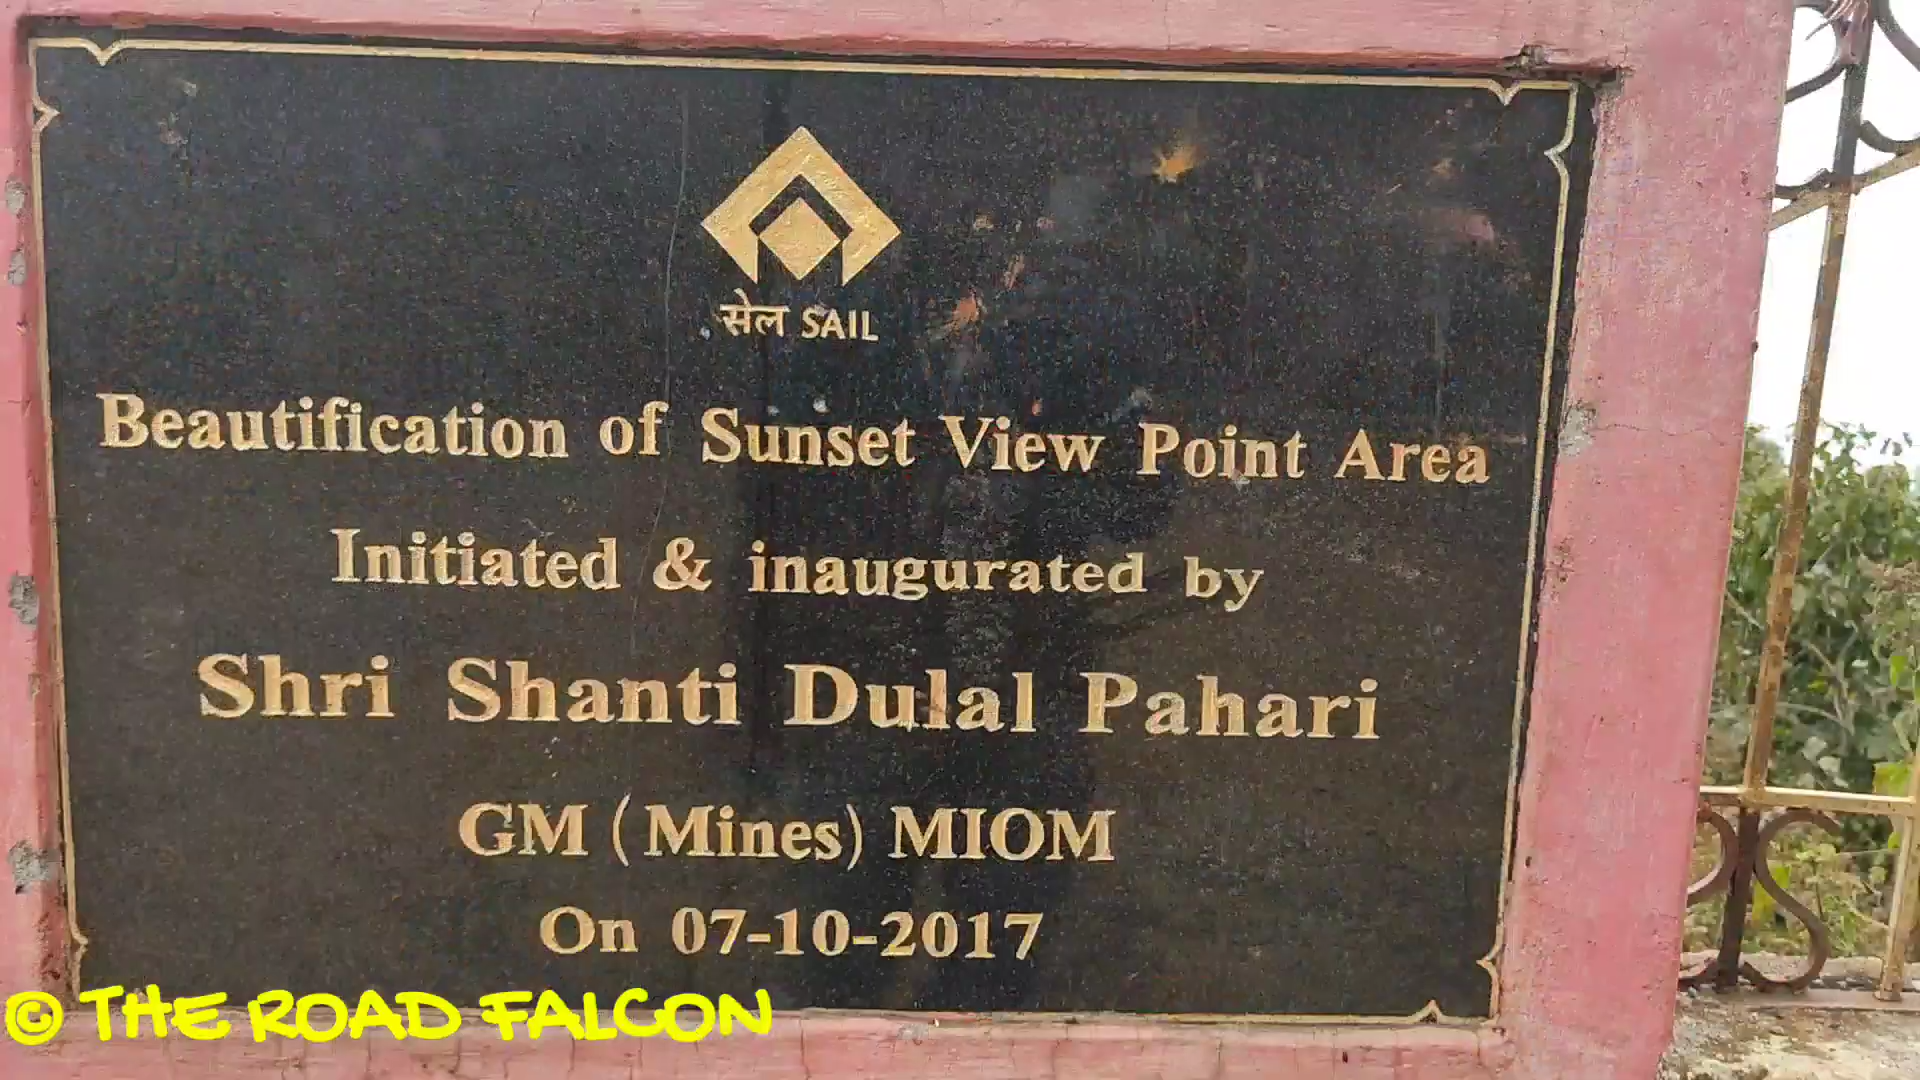 सेल SAIL
Beautification of Sunset View Point Area
Initiated & inaugurated by
Shri Shanti Dulal Pahari
GM (Mines) MIOM
On 07-10-2017
© THE ROAD FALCON